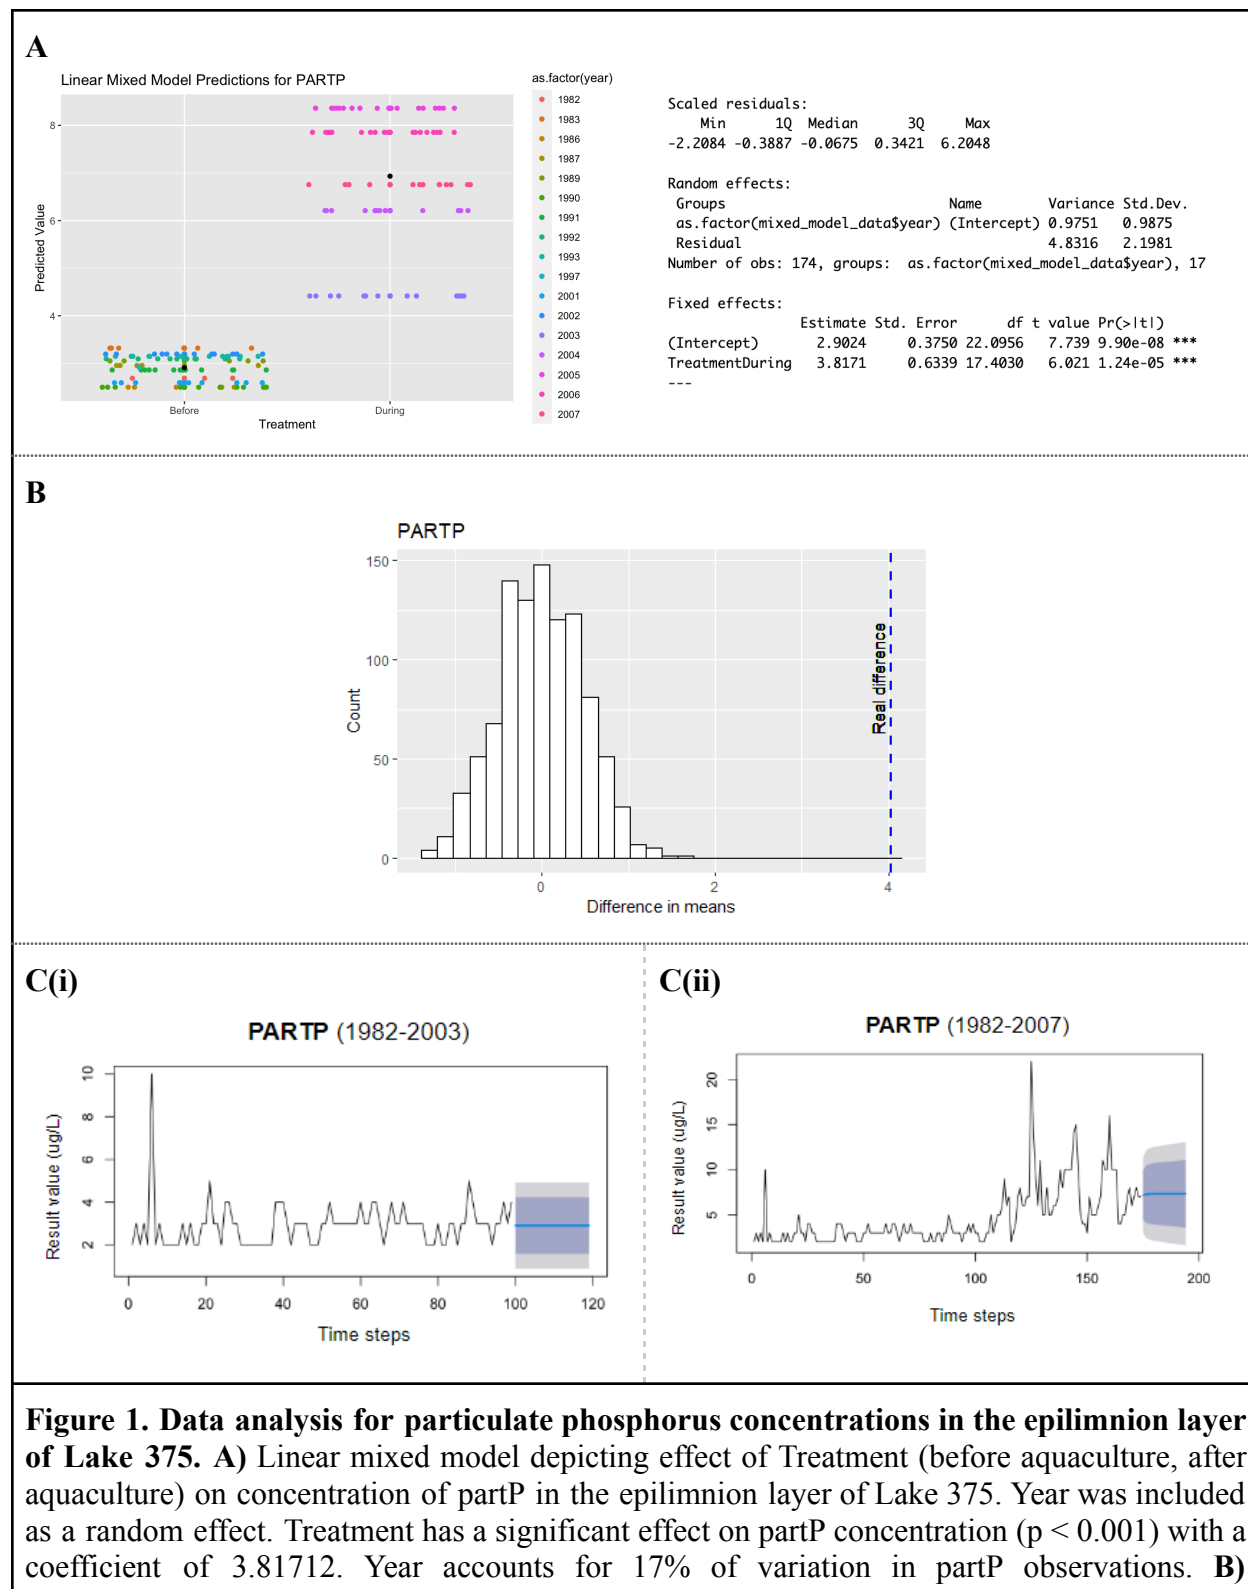 A
Linear Mixed Model Predictions for PARTP
Predicted Value
8
6
4
Before
During
Treatment
as.factor(year)
1982
1983
1986
1987
1989
1990
1991
1992
1993
1997
2001
2002
2003
2004
2005
2006
2007
Scaled residuals:
Min 1Q Median 3Q Max
-2.2084 -0.3887 -0.0675 0.3421 6.2048
Random effects:
Groups Name Variance Std.Dev.
as.factor(mixed_model_data$year) (Intercept) 0.9751 0.9875
Residual 4.8316 2.1981
Number of obs: 174, groups: as.factor(mixed_model_data$year), 17
Fixed effects:
Estimate Std. Error df t value Pr(>|t|)
(Intercept) 2.9024 0.3750 22.0956 7.739 9.90e-08 ***
TreatmentDuring 3.8171 0.6339 17.4030 6.021 1.24e-05 ***
---
B
PARTP
Count
150
100
50
0
Real difference
0 2 4
Difference in means
C(i)
PARTP (1982-2003)
Result value (ug/L)
10
8
6
4
2
0 20 40 60 80 100 120
Time steps
C(ii)
PARTP (1982-2007)
Result value (ug/L)
20
15
10
5
0 50 100 150 200
Time steps
Figure 1. Data analysis for particulate phosphorus concentrations in the epilimnion layer
of Lake 375. A) Linear mixed model depicting effect of Treatment (before aquaculture, after
aquaculture) on concentration of partP in the epilimnion layer of Lake 375. Year was included
as a random effect. Treatment has a significant effect on partP concentration (p < 0.001) with a
coefficient of 3.81712. Year accounts for 17% of variation in partP observations. B)